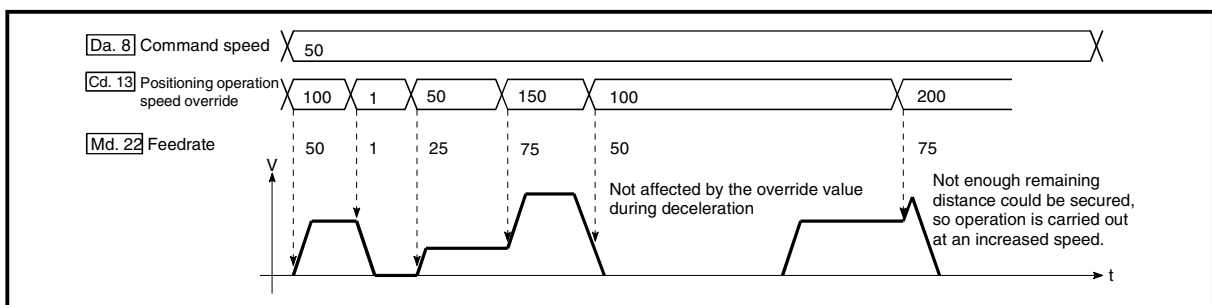 Da. 8 Command speed
50
Cd. 13 Positioning operation
speed override
100 1 50 150 100 200
Md. 22 Feedrate
50 1 25 75 50 75
V
Not affected by the override value
during deceleration
Not enough remaining
distance could be secured,
so operation is carried out
at an increased speed.
t